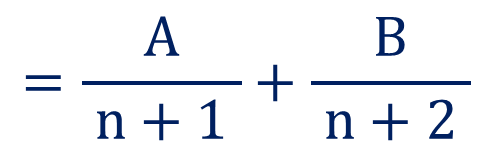 = A/(n + 1) + B/(n + 2)